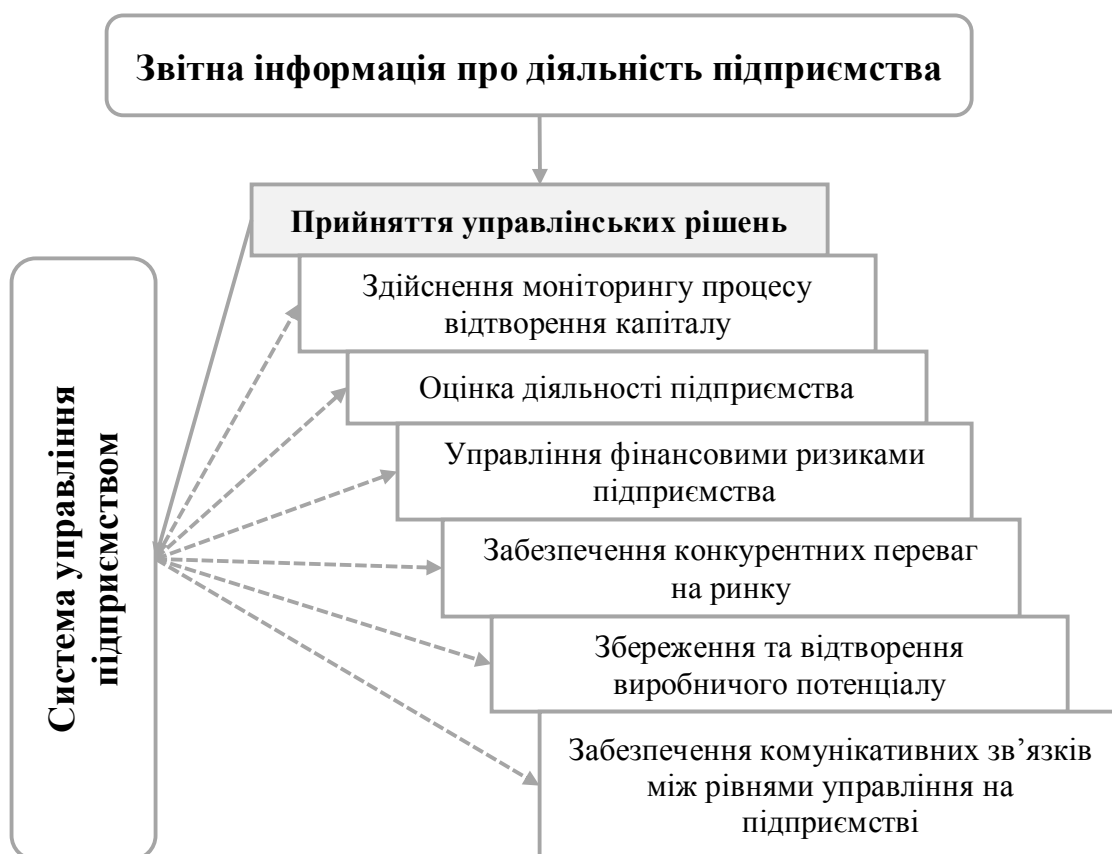 Звітна інформація про діяльність підприємства
Прийняття управлінських рішень
Здійснення моніторингу процесу
відтворення капіталу
Оцінка діяльності підприємства
Управління фінансовими ризиками
підприємства
Забезпечення конкурентних переваг
на ринку
Збереження та відтворення
виробничого потенціалу
Забезпечення комунікативних зв’язків
між рівнями управління на
підприємстві
Система управління
підприємством